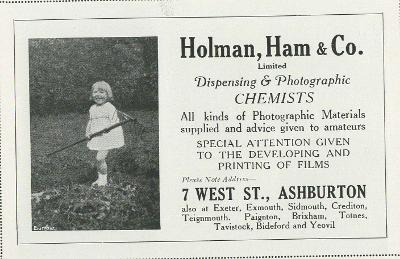 Holman, Ham & Co.
Limited
Dispensing & Photographic
CHEMISTS
All kinds of Photographic Materials
supplied and advice given to amateurs
SPECIAL ATTENTION GIVEN
TO THE DEVELOPING AND
PRINTING OF FILMS
Please Note Address—
7 WEST ST., ASHBURTON
also at Exeter, Exmouth, Sidmouth, Crediton,
Teignmouth, Paignton, Brixham, Totnes,
Tavistock, Bideford and Yeovil